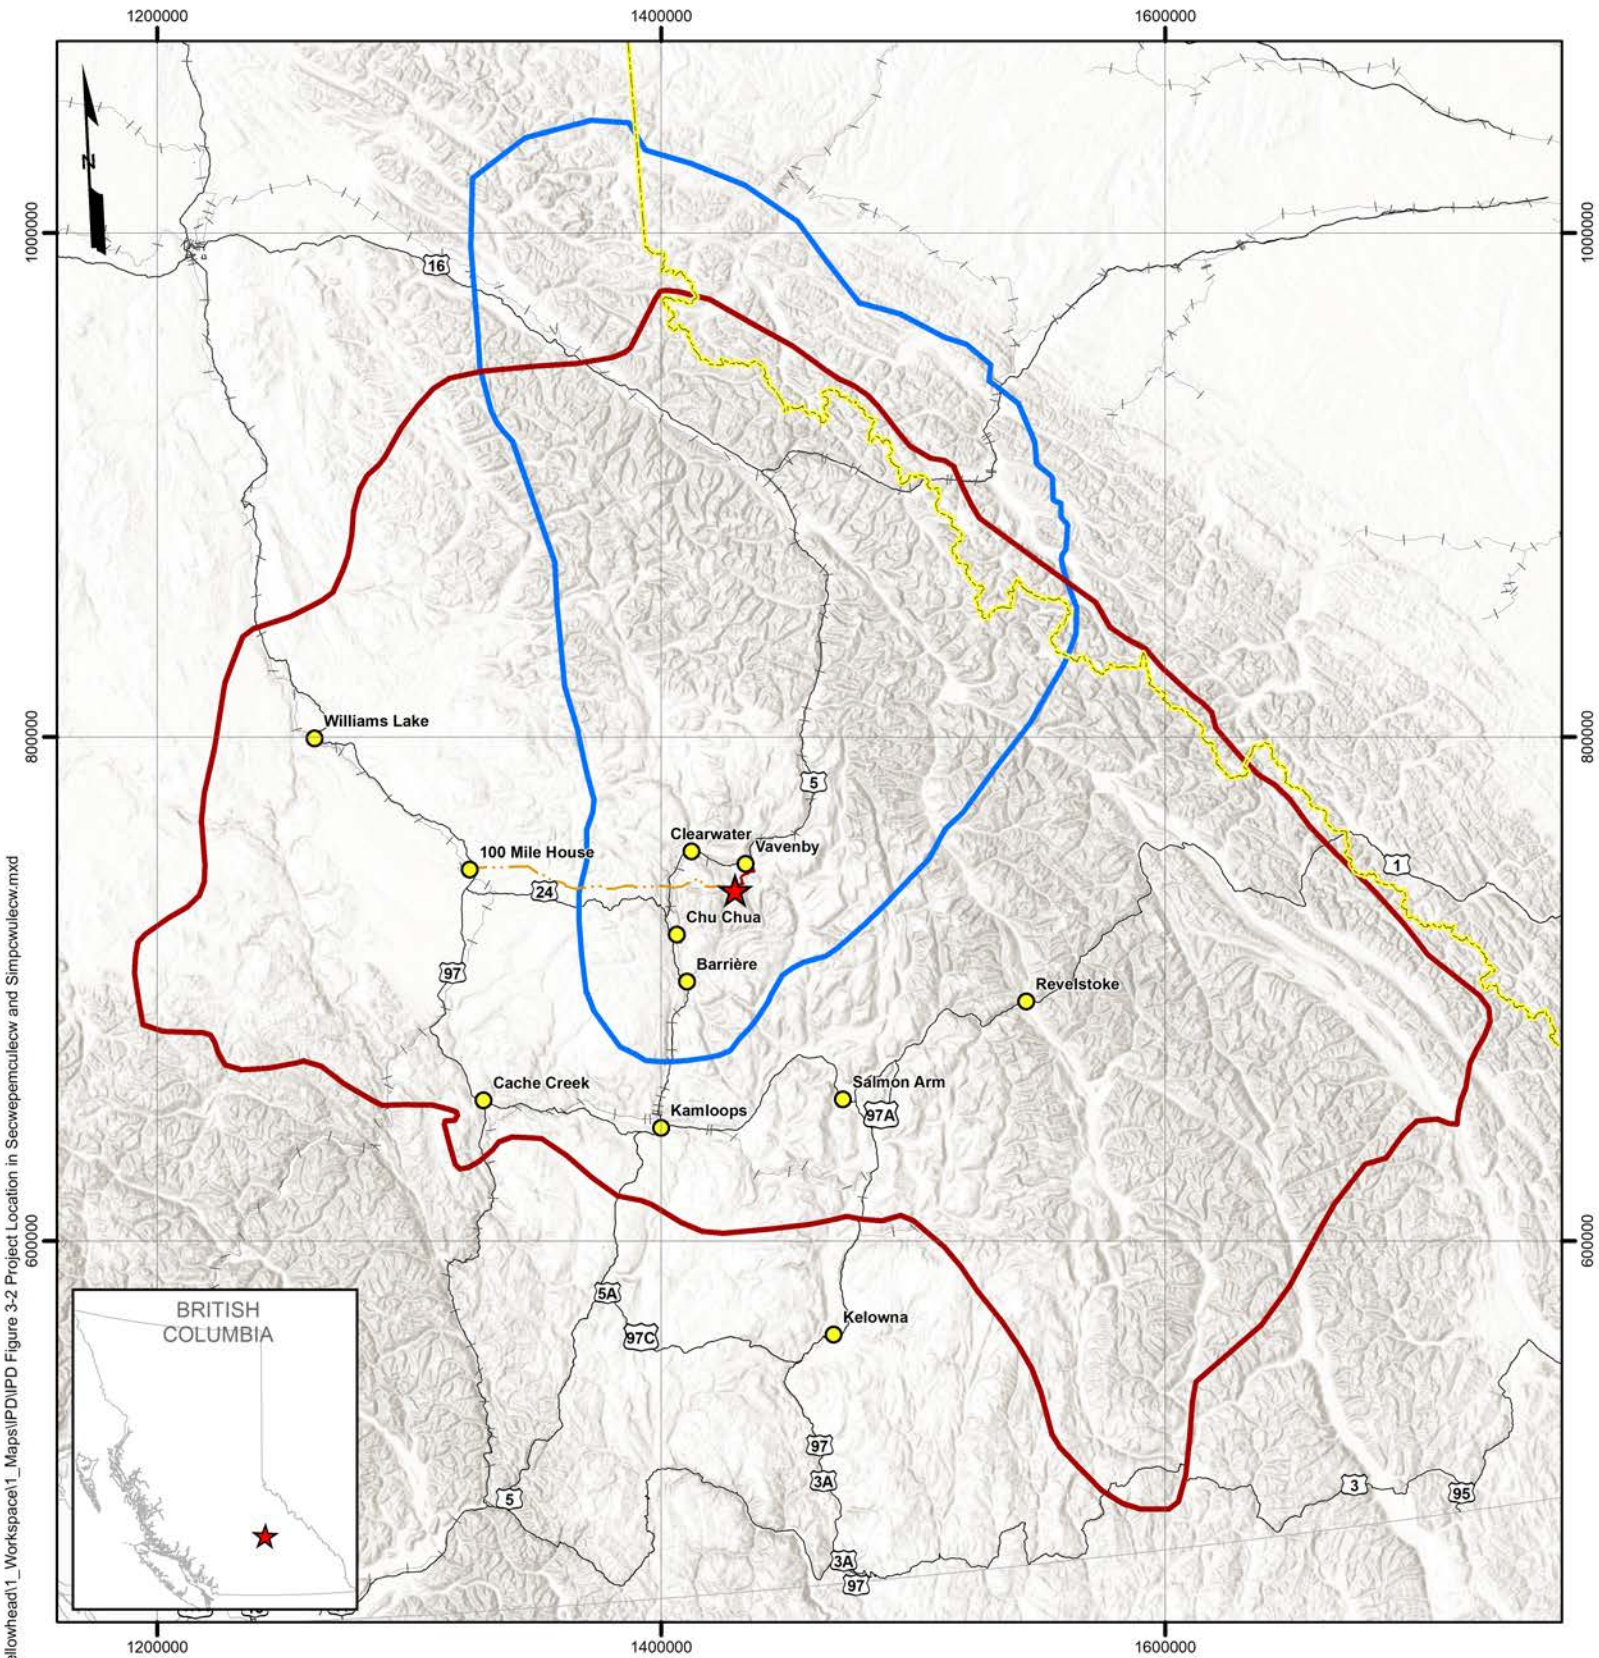 1200000
1400000
1600000
N
1000000
1000000
16
Williams Lake
800000
800000
5
Clearwater
Vavenby
100 Mile House
1
24
Chu Chua
Barrière
97
Revelstoke
Cache Creek
Salmon Arm
97A
Kamloops
600000
600000
5A
97C
Kelowna
BRITISH
COLUMBIA
97
3A
5
3
95
3A
97
1200000
1400000
1600000
ellowhead\1_Workspace\1_Maps\IPD\IPD Figure 3-2 Project Location in Secwepemculecw and Simpcwulecw.mxd